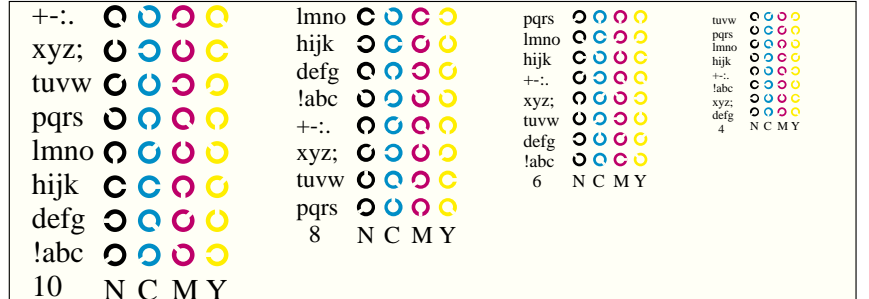 +-:.
xyz;
tuvw
pqrs
lmno
hijk
defg
!abc
10 N C M Y
lmno
hijk
defg
!abc
+-:.
xyz;
tuvw
pqrs
8 N C M Y
pqrs
lmno
hijk
+-:.
xyz;
tuvw
defg
!abc
6 N C M Y
tuvw
pqrs
lmno
hijk
+-:.
!abc
xyz;
defg
4 N C M Y